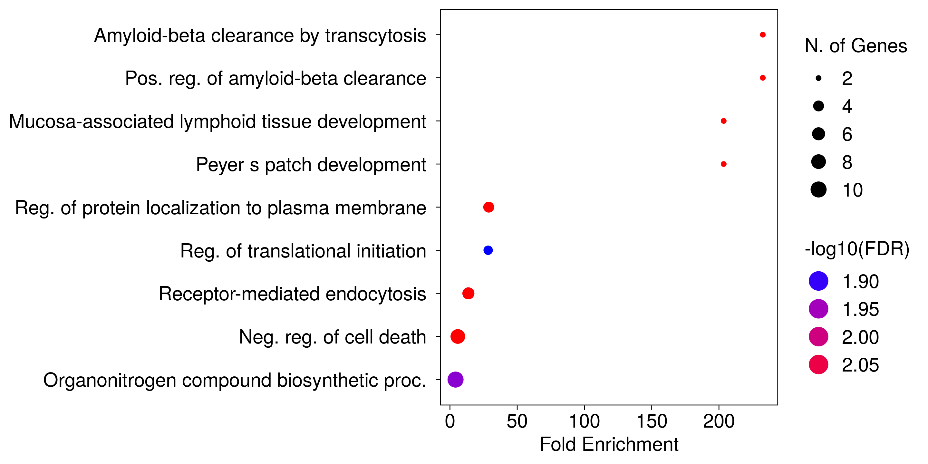 Amyloid-beta clearance by transcytosis
Pos. reg. of amyloid-beta clearance
Mucosa-associated lymphoid tissue development
Peyer s patch development
Reg. of protein localization to plasma membrane
Reg. of translational initiation
Receptor-mediated endocytosis
Neg. reg. of cell death
Organonitrogen compound biosynthetic proc.
0 50 100 150 200
Fold Enrichment
N. of Genes
2
4
6
8
10
-log10(FDR)
1.90
1.95
2.00
2.05